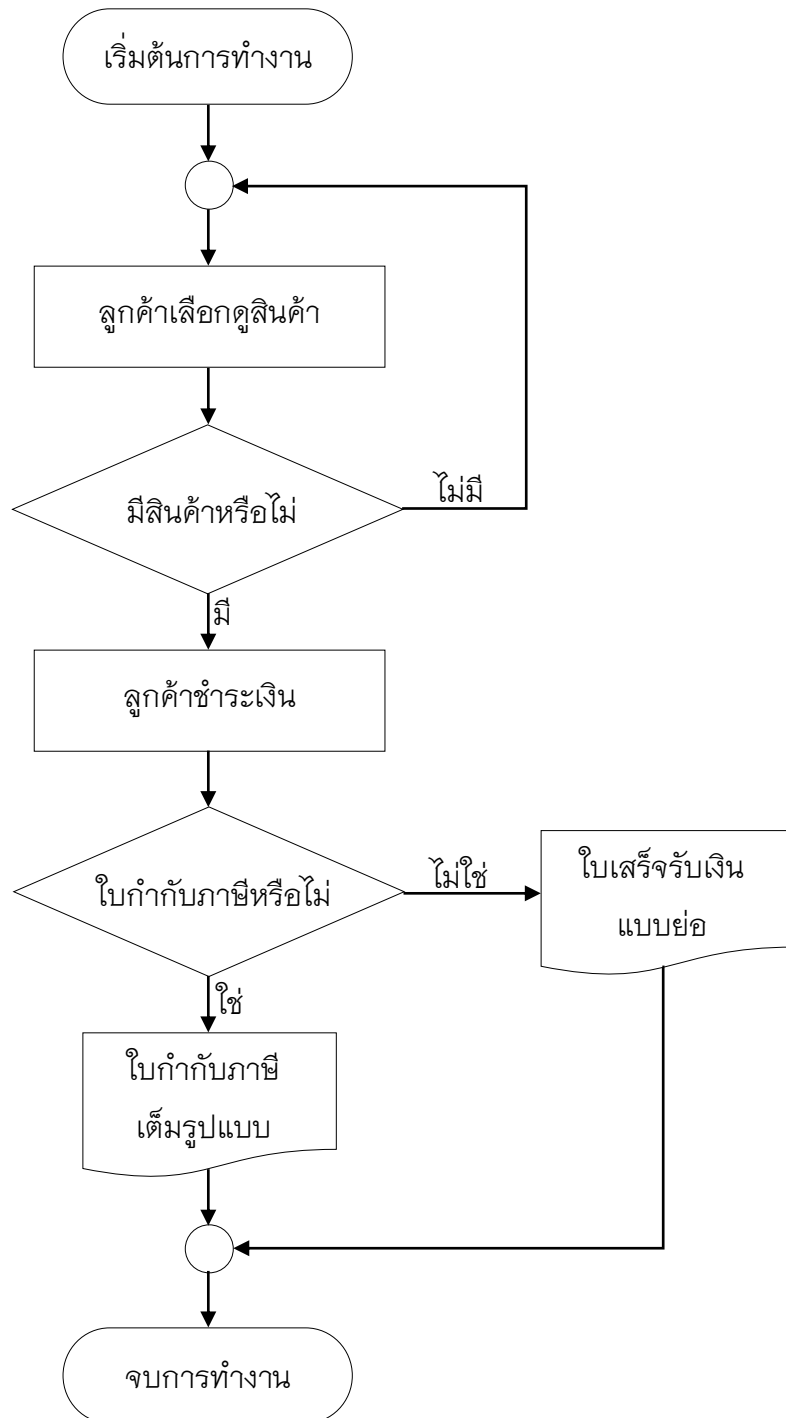 เริ่มต้นการทำงาน
ลูกค้าเลือกดูสินค้า
มีสินค้าหรือไม่
ไม่มี
มี
ลูกค้าชำระเงิน
ใบกำกับภาษีหรือไม่
ไม่ใช่
ใบเสร็จรับเงิน
แบบย่อ
ใช่
ใบกำกับภาษี
เต็มรูปแบบ
จบการทำงาน